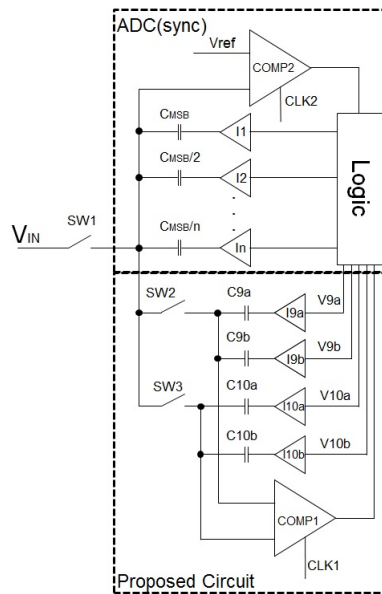 ADC(sync)
Vref
COMP2
CLK2
CMSB
I1
CMSB/2
I2
Logic
SW1
VIN
CMSB/n
In
SW2
C9a
I9a
V9a
C9b
I9b
V9b
SW3
C10a
I10a
V10a
C10b
I10b
V10b
COMP1
CLK1
Proposed Circuit